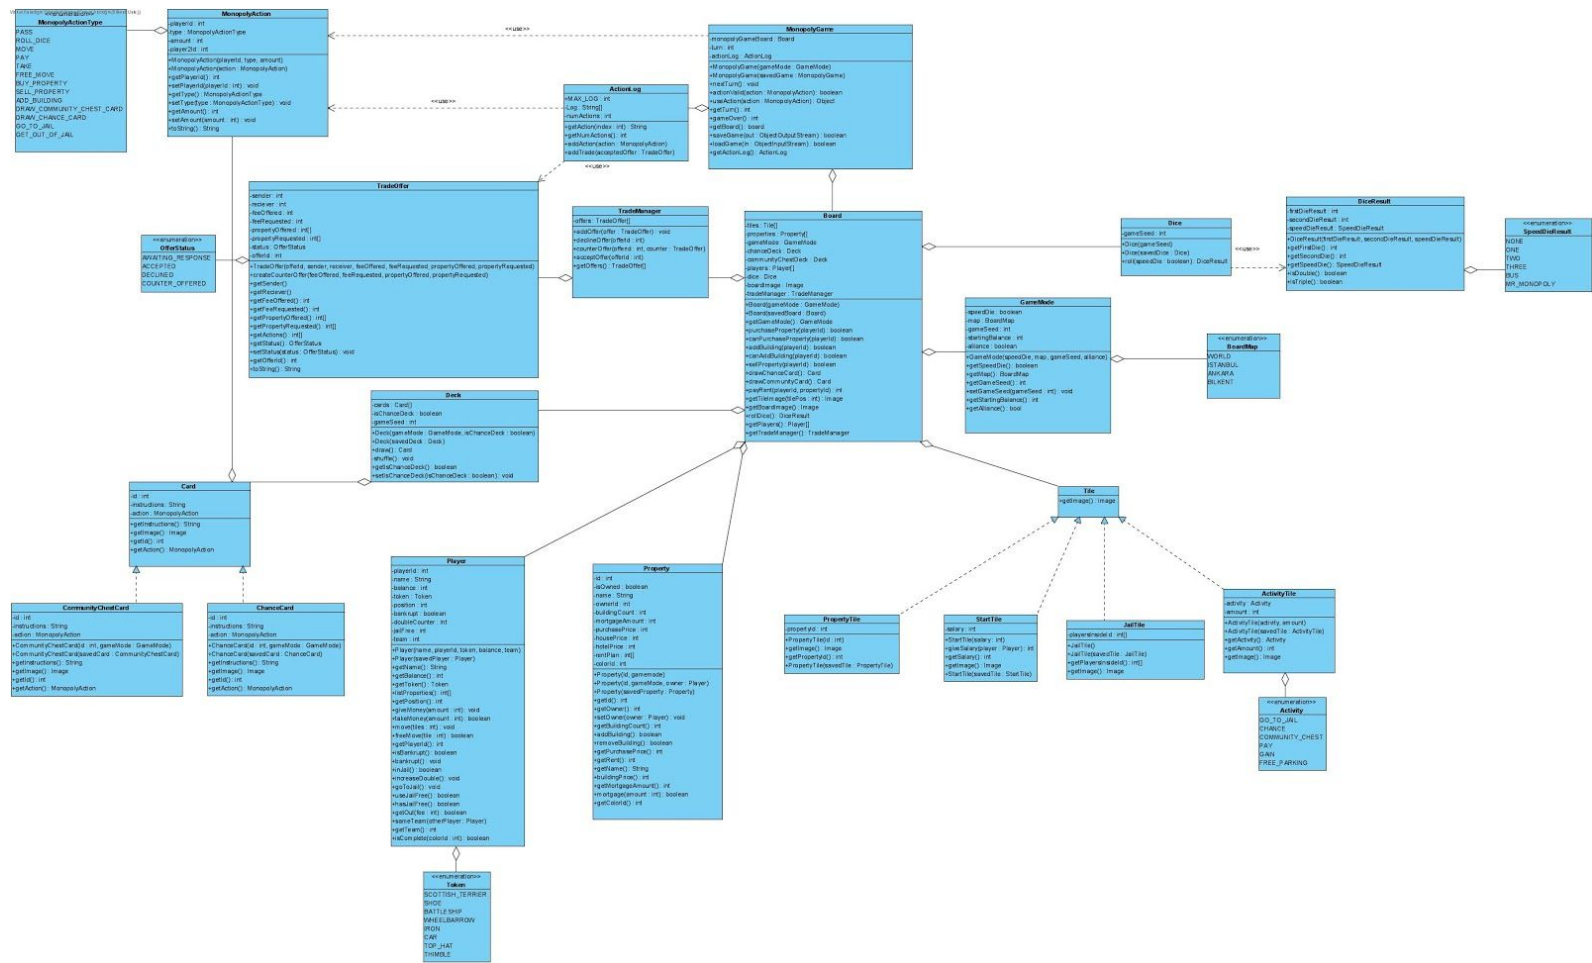 <<enumeration>>
MonopolyActionType
PASS
ROLL_DICE
MOVE
PAY
TAKE
FREE_MOVE
BUY_PROPERTY
SELL_PROPERTY
ADD_BUILDING
DRAW_COMMUNITY_CHEST_CARD
DRAW_CHANCE_CARD
GO_TO_JAIL
GET_OUT_OF_JAIL
MonopolyAction
-playerId : int
-type : MonopolyActionType
-amount : int
-player2Id : int
+MonopolyAction(playerId, type, amount)
+MonopolyAction(action : MonopolyAction)
+getPlayerId() : int
+setPlayerId(playerId : int) : void
+getType() : MonopolyActionType
+setType(type : MonopolyActionType) : void
+getAmount() : int
+setAmount(amount : int) : void
+toString() : String
<<use>>
<<use>>
<<use>>
ActionLog
+MAX_LOG : int
-Log : String[]
-numActions : int
+getAction(index : int) : String
+getNumActions() : int
+addAction(action : MonopolyAction)
+addTrade(acceptedOffer : TradeOffer)
MonopolyGame
-monopolyGameBoard : Board
-turn : int
-actionLog : ActionLog
+MonopolyGame(gameMode : GameMode)
+MonopolyGame(savedGame : MonopolyGame)
+nextTurn() : void
+actionValid(action : MonopolyAction) : boolean
+useAction(action : MonopolyAction) : Object
+getTurn() : int
+gameOver() : int
+getBoard() : board
+saveGame(out : ObjectOutputStream) : boolean
+loadGame(in : ObjectInputStream) : boolean
+getActionLog() : ActionLog
<<enumeration>>
OfferStatus
AWAITING_RESPONSE
ACCEPTED
DECLINED
COUNTER_OFFERED
TradeOffer
-sender : int
-reciever : int
-feeOffered : int
-feeRequested : int
-propertyOffered : int[]
-propertyRequested : int[]
-status : OfferStatus
-offerId : int
+TradeOffer(offerId, sender, receiver, feeOffered, feeRequested, propertyOffered, propertyRequested)
+createCounterOffer(feeOffered, feeRequested, propertyOffered, propertyRequested)
+getSender()
+getReciever()
+getFeeOffered() : int
+getFeeRequested() : int
+getPropertyOffered() : int[]
+getPropertyRequested() : int[]
+getActions() : int[]
+getStatus() : OfferStatus
+setStatus(status : OfferStatus) : void
+getOfferId() : int
+toString() : String
TradeManager
-offers : TradeOffer[]
+addOffer(offer : TradeOffer) : void
+declineOffer(offerId : int)
+counterOffer(offerId : int, counter : TradeOffer)
+acceptOffer(offerId : int)
+getOffers() : TradeOffer[]
Board
-tiles : Tile[]
-properties : Property[]
-gameMode : GameMode
-chanceDeck : Deck
-communityChestDeck : Deck
-players : Player[]
-dice : Dice
-boardImage : Image
-tradeManager : TradeManager
+Board(gameMode : GameMode)
+Board(savedBoard : Board)
+getGameMode() : GameMode
+purchaseProperty(playerId) : boolean
+canPurchaseProperty(playerId) : boolean
+addBuilding(playerId) : boolean
+canAddBuilding(playerId) : boolean
+sellProperty(playerId) : boolean
+drawChanceCard() : Card
+drawCommunityCard() : Card
+payRent(playerId, propertyId) : int
+getTileImage(tilePos : int) : Image
+getBoardImage() : Image
+rollDice() : DiceResult
+getPlayers() : Player[]
+getTradeManager() : TradeManager
Dice
-gameSeed : int
+Dice(gameSeed)
+Dice(savedDice : Dice)
+roll(speedDie : boolean) : DiceResult
<<use>>
DiceResult
-firstDieResult : int
-secondDieResult : int
-speedDieResult : SpeedDieResult
+DiceResult(firstDieResult, secondDieResult, speedDieResult)
+getFirstDie() : int
+getSecondDie() : int
+getSpeedDie() : SpeedDieResult
+isDouble() : boolean
+isTriple() : boolean
<<enumeration>>
SpeedDieResult
NONE
ONE
TWO
THREE
BUS
MR_MONOPOLY
GameMode
-speedDie : boolean
-map : BoardMap
-gameSeed : int
-startingBalance : int
-alliance : boolean
+GameMode(speedDie, map, gameSeed, alliance)
+getSpeedDie() : boolean
+getMap() : BoardMap
+getGameSeed() : int
+setGameSeed(gameSeed : int) : void
+getStartingBalance() : int
+getAlliance() : bool
<<enumeration>>
BoardMap
WORLD
ISTANBUL
ANKARA
BILKENT
Deck
-cards : Card[]
-isChanceDeck : boolean
-gameSeed : int
+Deck(gameMode : GameMode, isChanceDeck : boolean)
+Deck(savedDeck : Deck)
+draw() : Card
-shuffle() : void
+getIsChanceDeck() : boolean
+setIsChanceDeck(isChanceDeck : boolean) : void
Card
-id : int
-instructions : String
-action : MonopolyAction
+getInstructions() : String
+getImage() : Image
+getId() : int
+getAction() : MonopolyAction
CommunityChestCard
-id : int
-instructions : String
-action : MonopolyAction
+CommunityChestCard(id : int, gameMode : GameMode)
+CommunityChestCard(savedCard : CommunityChestCard)
+getInstructions() : String
+getImage() : Image
+getId() : int
+getAction() : MonopolyAction
ChanceCard
-id : int
-instructions : String
-action : MonopolyAction
+ChanceCard(id : int, gameMode : GameMode)
+ChanceCard(savedCard : ChanceCard)
+getInstructions() : String
+getImage() : Image
+getId() : int
+getAction() : MonopolyAction
Player
-playerId : int
-name : String
-balance : int
-token : Token
-position : int
-bankrupt : boolean
-doubleCounter : int
-jailFree : int
-team : int
+Player(name, playerId, token, balance, team)
+Player(savedPlayer : Player)
+getName() : String
+getBalance() : int
+getToken() : Token
+listProperties() : int[]
+getPosition() : int
+giveMoney(amount : int) : void
+takeMoney(amount : int) : boolean
+move(tiles : int) : void
+freeMove(tile : int) : boolean
+getPlayerId() : int
+isBankrupt() : boolean
+bankrupt() : void
+inJail() : boolean
+increaseDouble() : void
+goToJail() : void
+useJailFree() : boolean
+hasJailFree() : boolean
+getOut(fee : int) : boolean
+sameTeam(otherPlayer : Player)
+getTeam() : int
+isComplete(colorId : int) : boolean
<<enumeration>>
Token
SCOTTISH_TERRIER
SHOE
BATTLESHIP
WHEELBARROW
IRON
CAR
TOP_HAT
THIMBLE
Property
-id : int
-isOwned : boolean
-name : String
-ownerId : int
-buildingCount : int
-mortgageAmount : int
-purchasePrice : int
-housePrice : int
-hotelPrice : int
-rentPlan : int[]
-colorId : int
+Property(id, gamemode)
+Property(id, gameMode, owner : Player)
+Property(savedProperty : Property)
+getId() : int
+getOwner() : int
+setOwner(owner : Player) : void
+getBuildingCount() : int
+addBuilding() : boolean
+removeBuilding() : boolean
+getPurchasePrice() : int
+getRent() : int
+getName() : String
+buildingPrice() : int
+getMortgageAmount() : int
+mortgage(amount : int) : boolean
+getColorId() : int
Tile
+getImage() : Image
PropertyTile
-propertyId : int
+PropertyTile(id : int)
+getImage() : Image
+getPropertyId() : int
+PropertyTile(savedTile : PropertyTile)
StartTile
-salary : int
+StartTile(salary : int)
+giveSalary(player : Player) : int
+getSalary() : int
+getImage() : Image
+StartTile(savedTile : StartTile)
JailTile
-playersInsideId : int[]
+JailTile()
+JailTile(savedTile : JailTile)
+getPlayersInsideId() : int[]
+getImage() : Image
ActivityTile
-activity : Activity
-amount : int
+ActivityTile(activity, amount)
+ActivityTile(savedTile : ActivityTile)
+getActivity() : Activity
+getAmount() : int
+getImage() : Image
<<enumeration>>
Activity
GO_TO_JAIL
CHANCE
COMMUNITY_CHEST
PAY
GAIN
FREE_PARKING